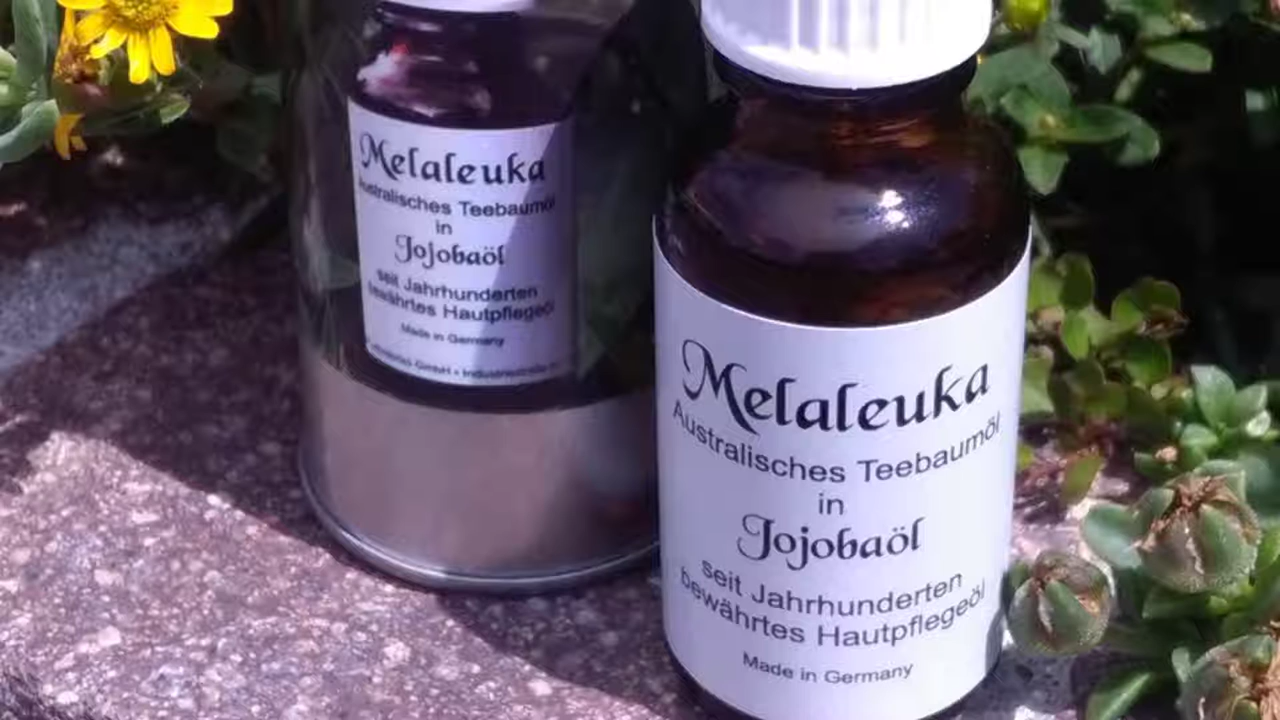 Melaleuka
Australisches Teebaumöl
in
Jojobaöl
seit Jahrhunderten
bewährtes Hautpflegeöl
Made in Germany
Melaleuka
Australisches Teebaumöl
in
Jojobaöl
seit Jahrhunderten
bewährtes Hautpflegeöl
Made in Germany